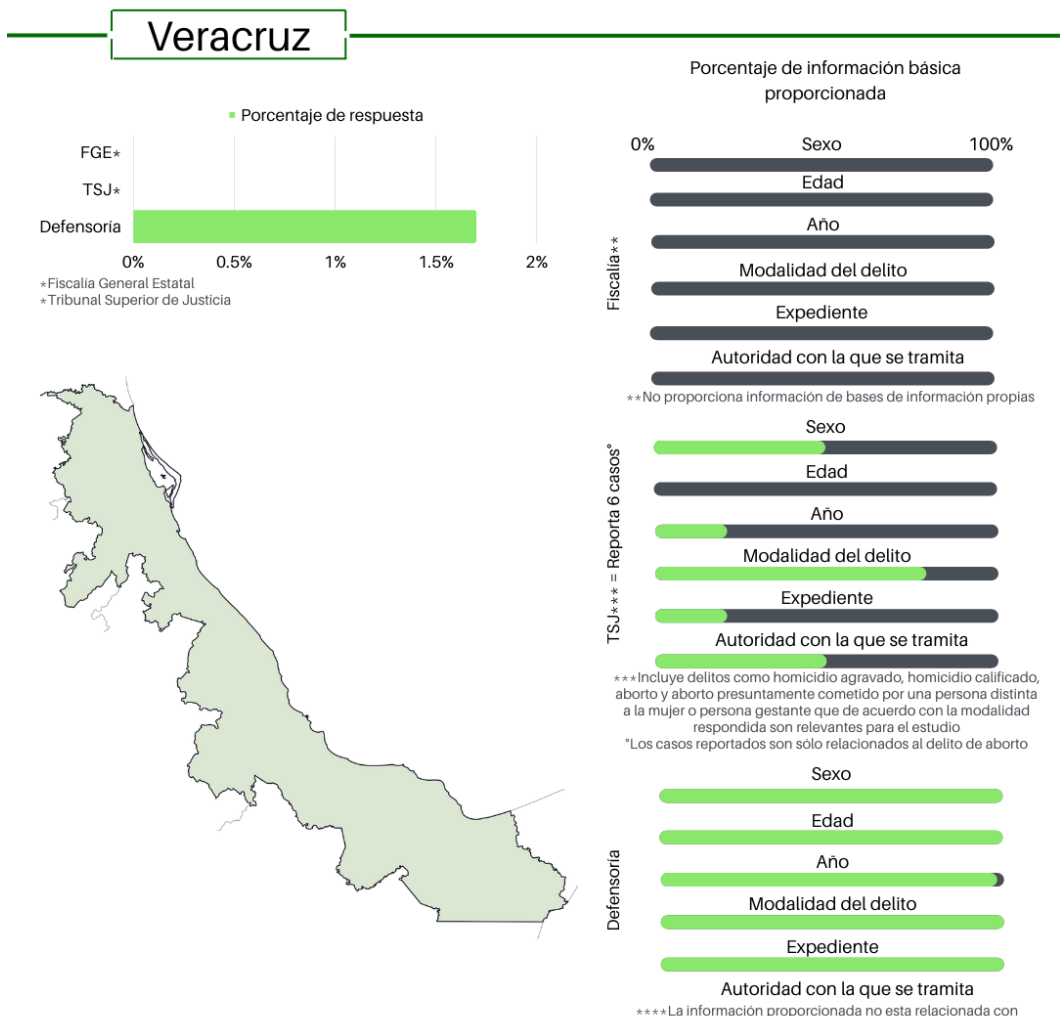 Veracruz
Porcentaje de respuesta
FGE*
TSJ*
Defensoría
0%
0.5%
1%
1.5%
2%
*Fiscalía General Estatal
*Tribunal Superior de Justicia
Porcentaje de información básica
proporcionada
0%
100%
Fiscalía**
Sexo
Edad
Año
Modalidad del delito
Expediente
Autoridad con la que se tramita
**No proporciona información de bases de información propias
TSJ*** = Reporta 6 casos°
Sexo
Edad
Año
Modalidad del delito
Expediente
Autoridad con la que se tramita
***Incluye delitos como homicidio agravado, homicidio calificado,
aborto y aborto presuntamente cometido por una persona distinta
a la mujer o persona gestante que de acuerdo con la modalidad
respondida son relevantes para el estudio
°Los casos reportados son sólo relacionados al delito de aborto
Defensoría
Sexo
Edad
Año
Modalidad del delito
Expediente
Autoridad con la que se tramita
****La información proporcionada no esta relacionada con